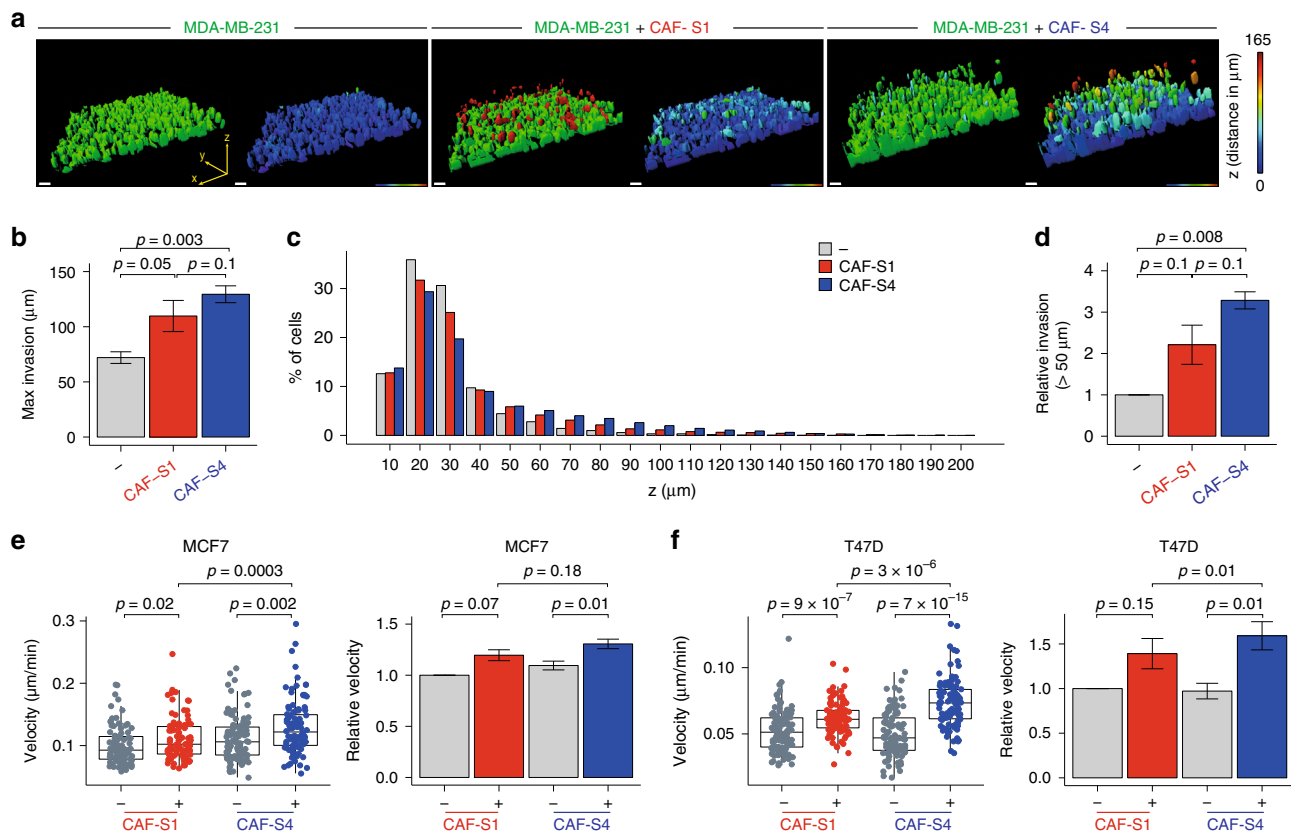 a
MDA-MB-231
MDA-MB-231 + CAF- S1
MDA-MB-231 + CAF- S4
165
z (distance in μm)
0
z
y
x
b
p = 0.003
p = 0.05
p = 0.1
Max invasion (μm)
150
100
50
0
–
CAF–S1
CAF–S4
c
–
CAF-S1
CAF-S4
% of cells
30
20
10
0
10 20 30 40 50 60 70 80 90 100 110 120 130 140 150 160 170 180 190 200
z (μm)
d
p = 0.008
p = 0.1
p = 0.1
Relative invasion
(> 50 μm)
4
3
2
1
0
–
CAF–S1
CAF–S4
e
MCF7
p = 0.0003
p = 0.02
p = 0.002
Velocity (μm/min)
0.3
0.2
0.1
– + – +
CAF-S1 CAF-S4
MCF7
p = 0.18
p = 0.07
p = 0.01
Relative velocity
1.5
1.0
0.5
0.0
– + – +
CAF-S1 CAF-S4
f
T47D
p = 3 × 10⁻⁶
p = 9 × 10⁻⁷
p = 7 × 10⁻¹⁵
Velocity (μm/min)
0.10
0.05
– + – +
CAF-S1 CAF-S4
T47D
p = 0.01
p = 0.15
p = 0.01
Relative velocity
1.5
1.0
0.5
0.0
– + – +
CAF-S1 CAF-S4